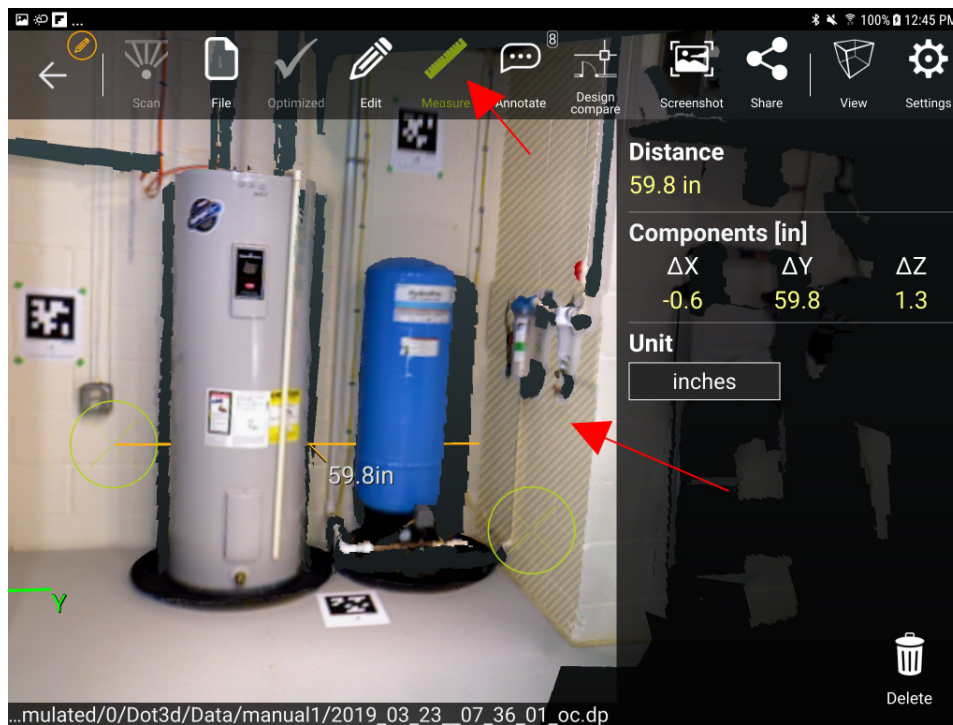 ... 100% 12:45 PM
8
Scan File Optimized Edit Measure Annotate Design compare Screenshot Share View Settings
Distance
59.8 in
Components [in]
ΔX ΔY ΔZ
-0.6 59.8 1.3
Unit
inches
59.8in
Y
Delete
...mulated/0/Dot3d/Data/manual1/2019_03_23__07_36_01_oc.dp